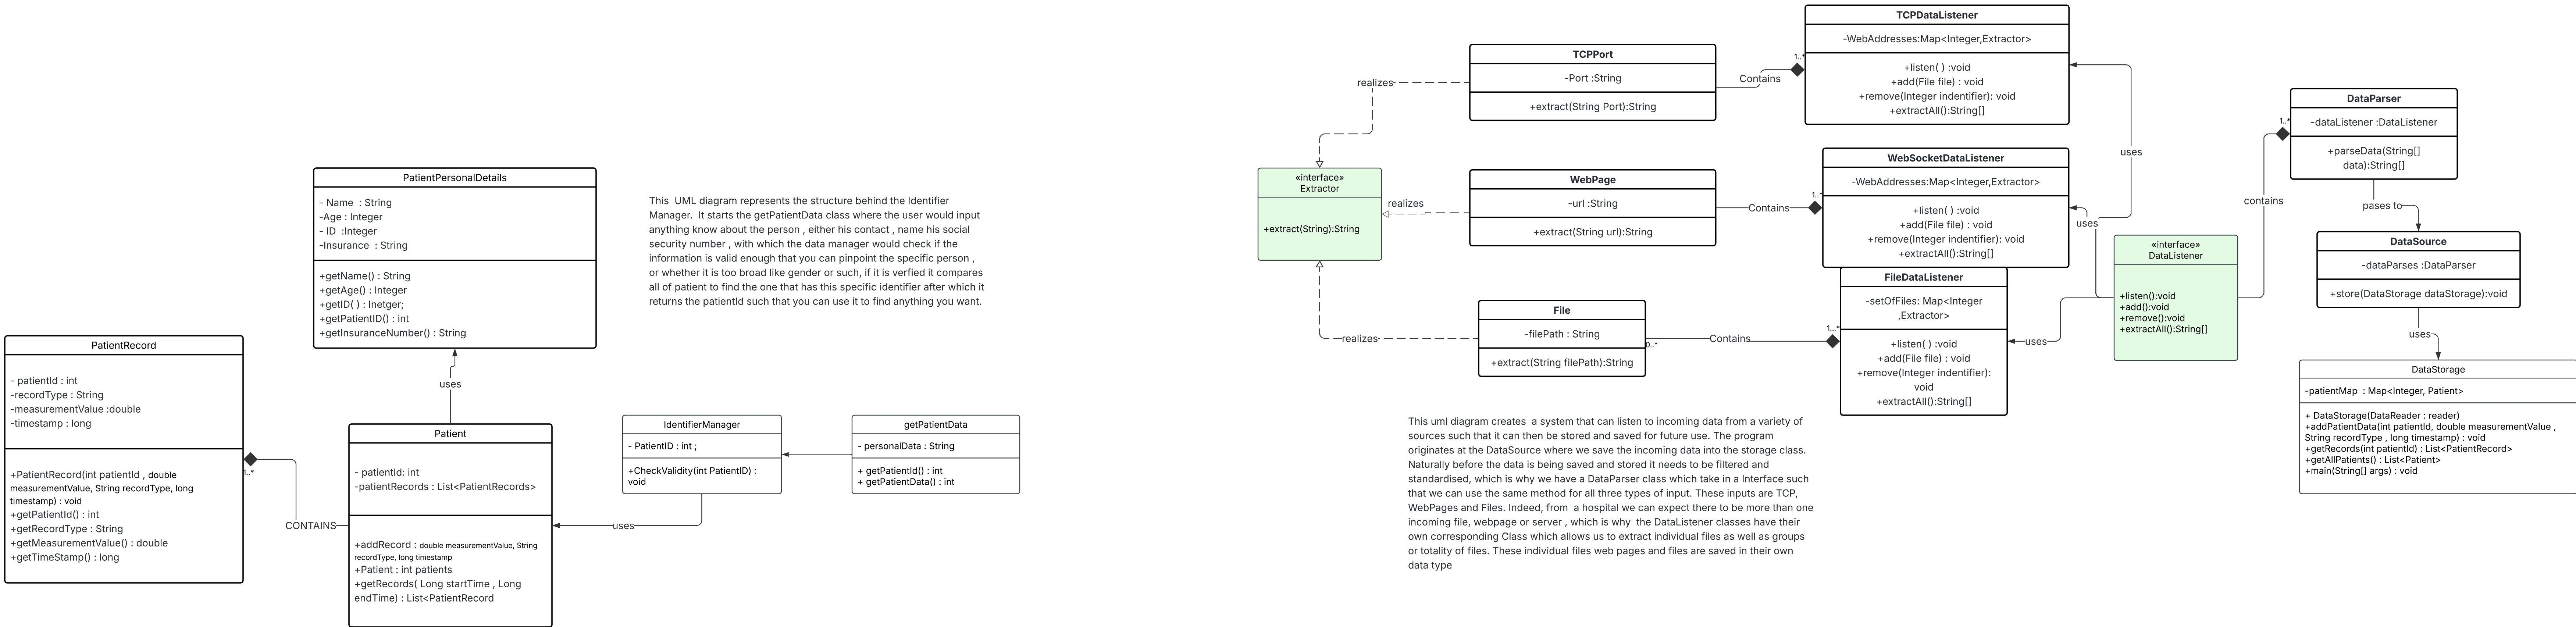 PatientPersonalDetails
- Name  : String
-Age : Integer
- ID  :Integer
-Insurance  : String
+getName() : String
+getAge() : Integer
+getID( ) : Inetger;
+getPatientID() : int
+getInsuranceNumber() : String
This  UML diagram represents the structure behind the Identifier
Manager.  It starts the getPatientData class where the user would input
anything know about the person , either his contact , name his social
security number , with which the data manager would check if the
information is valid enough that you can pinpoint the specific person ,
or whether it is too broad like gender or such, if it is verfied it compares
all of patient to find the one that has this specific identifier after which it
returns the patientId such that you can use it to find anything you want.
PatientRecord
- patientId : int
-recordType : String
-measurementValue :double
-timestamp : long
+PatientRecord(int patientId , double
measurementValue, String recordType, long
timestamp) : void
+getPatientId() : int
+getRecordType : String
+getMeasurementValue() : double
+getTimeStamp() : long
1..*
CONTAINS
uses
Patient
- patientId: int
-patientRecords : List<PatientRecords>
+addRecord : double measurementValue, String
recordType, long timestamp
+Patient : int patients
+getRecords( Long startTime , Long
endTime) : List<PatientRecord
uses
IdentifierManager
- PatientID : int ;
+CheckValidity(int PatientID) :
void
getPatientData
- personalData : String
+ getPatientId() : int
+ getPatientData() : int
TCPDataListener
-WebAddresses:Map<Integer,Extractor>
+listen( ) :void
+add(File file) : void
+remove(Integer indentifier): void
+extractAll():String[]
TCPPort
-Port :String
+extract(String Port):String
realizes
Contains
1..*
uses
«interface»
Extractor
+extract(String):String
realizes
WebPage
-url :String
+extract(String url):String
Contains
1..*
WebSocketDataListener
-WebAddresses:Map<Integer,Extractor>
+listen( ) :void
+add(File file) : void
+remove(Integer indentifier): void
+extractAll():String[]
uses
FileDataListener
-setOfFiles: Map<Integer
,Extractor>
+listen( ) :void
+add(File file) : void
+remove(Integer indentifier):
void
+extractAll():String[]
realizes
File
-filePath : String
+extract(String filePath):String
0..*
Contains
1..*
uses
«interface»
DataListener
+listen():void
+add():void
+remove():void
+extractAll():String[]
contains
1..*
DataParser
-dataListener :DataListener
+parseData(String[]
data):String[]
pases to
DataSource
-dataParses :DataParser
+store(DataStorage dataStorage):void
uses
DataStorage
-patientMap  : Map<Integer, Patient>
+ DataStorage(DataReader : reader)
+addPatientData(int patientId, double measurementValue ,
String recordType , long timestamp) : void
+getRecords(int patientId) : List<PatientRecord>
+getAllPatients() : List<Patient>
+main(String[] args) : void
This uml diagram creates  a system that can listen to incoming data from a variety of
sources such that it can then be stored and saved for future use. The program
originates at the DataSource where we save the incoming data into the storage class.
Naturally before the data is being saved and stored it needs to be filtered and
standardised, which is why we have a DataParser class which take in a Interface such
that we can use the same method for all three types of input. These inputs are TCP,
WebPages and Files. Indeed, from  a hospital we can expect there to be more than one
incoming file, webpage or server , which is why  the DataListener classes have their
own corresponding Class which allows us to extract individual files as well as groups
or totality of files. These individual files web pages and files are saved in their own
data type